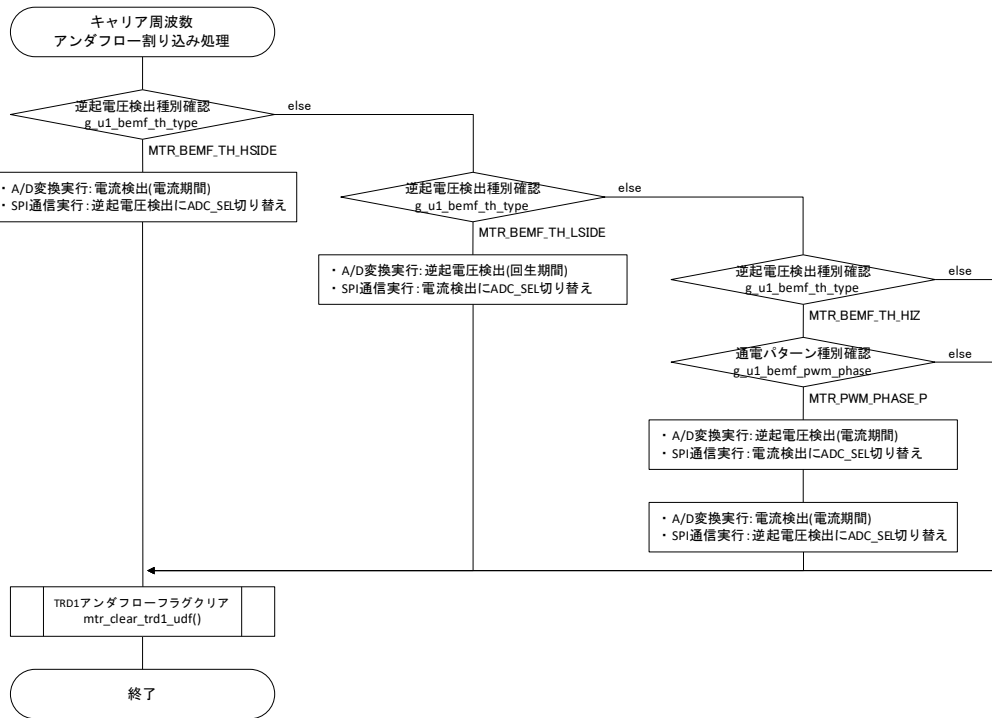 キャリア周波数
アンダフロー割り込み処理
逆起電圧検出種別確認
g_u1_bemf_th_type
else
MTR_BEMF_TH_HSIDE
・A/D変換実行: 電流検出(電流期間)
・SPI通信実行: 逆起電圧検出にADC_SEL切り替え
逆起電圧検出種別確認
g_u1_bemf_th_type
else
MTR_BEMF_TH_LSIDE
・A/D変換実行: 逆起電圧検出(回生期間)
・SPI通信実行: 電流検出にADC_SEL切り替え
逆起電圧検出種別確認
g_u1_bemf_th_type
else
MTR_BEMF_TH_HIZ
通電パターン種別確認
g_u1_bemf_pwm_phase
else
MTR_PWM_PHASE_P
・A/D変換実行: 逆起電圧検出(電流期間)
・SPI通信実行: 電流検出にADC_SEL切り替え
・A/D変換実行: 電流検出(電流期間)
・SPI通信実行: 逆起電圧検出にADC_SEL切り替え
TRD1アンダフローフラグクリア
mtr_clear_trd1_udf()
終了